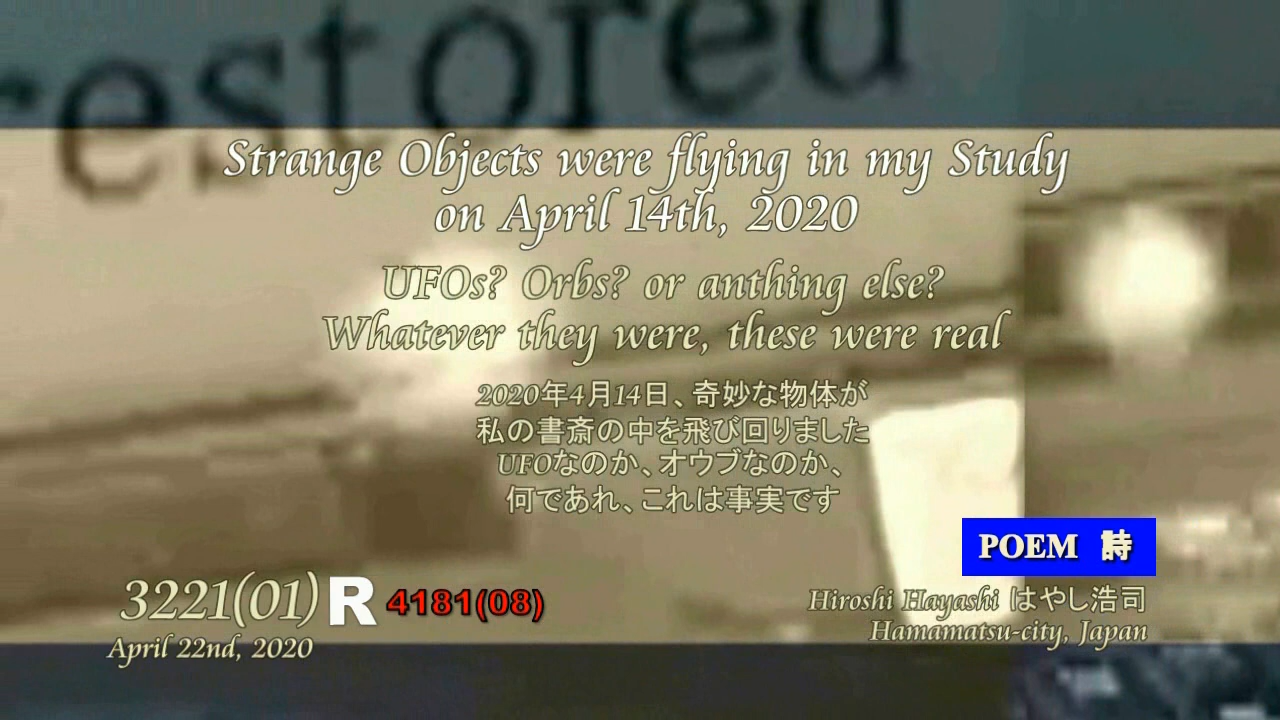 restored
Strange Objects were flying in my Study
on April 14th, 2020
UFOs? Orbs? or anthing else?
Whatever they were, these were real
2020年4月14日、奇妙な物体が
私の書斎の中を飛び回りました
UFOなのか、オウブなのか、
何であれ、これは事実です
POEM 詩
3221(01) R 4181(08)
Hiroshi Hayashi はやし浩司
Hamamatsu-city, Japan
April 22nd, 2020